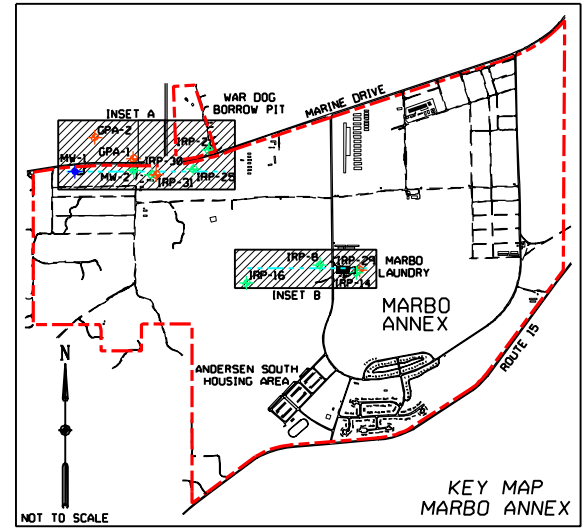 WAR DOG
BORROW PIT
MARINE DRIVE
INSET A
GPA-2
GPA-1
IRP-30
MW-1
MW-2
IRP-31
IRP-25
IRP-8
IRP-29
MARBO
LAUNDRY
IRP-16
IRP-14
INSET B
MARBO
ANNEX
ANDERSEN SOUTH
HOUSING AREA
ROUTE 15
N
NOT TO SCALE
KEY MAP
MARBO ANNEX